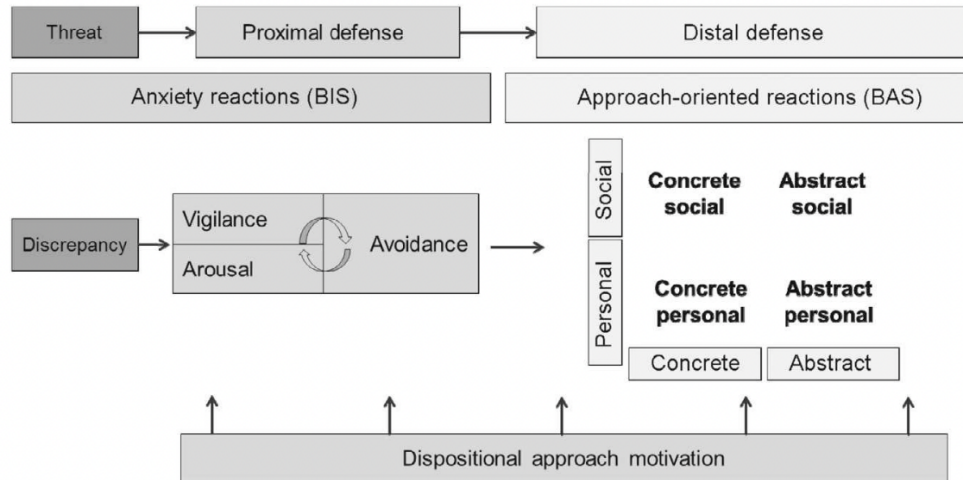 Threat
Proximal defense
Distal defense
Anxiety reactions (BIS)
Approach-oriented reactions (BAS)
Discrepancy
Vigilance
Arousal
Avoidance
Social
Personal
Concrete
social
Abstract
social
Concrete
personal
Abstract
personal
Concrete
Abstract
Dispositional approach motivation